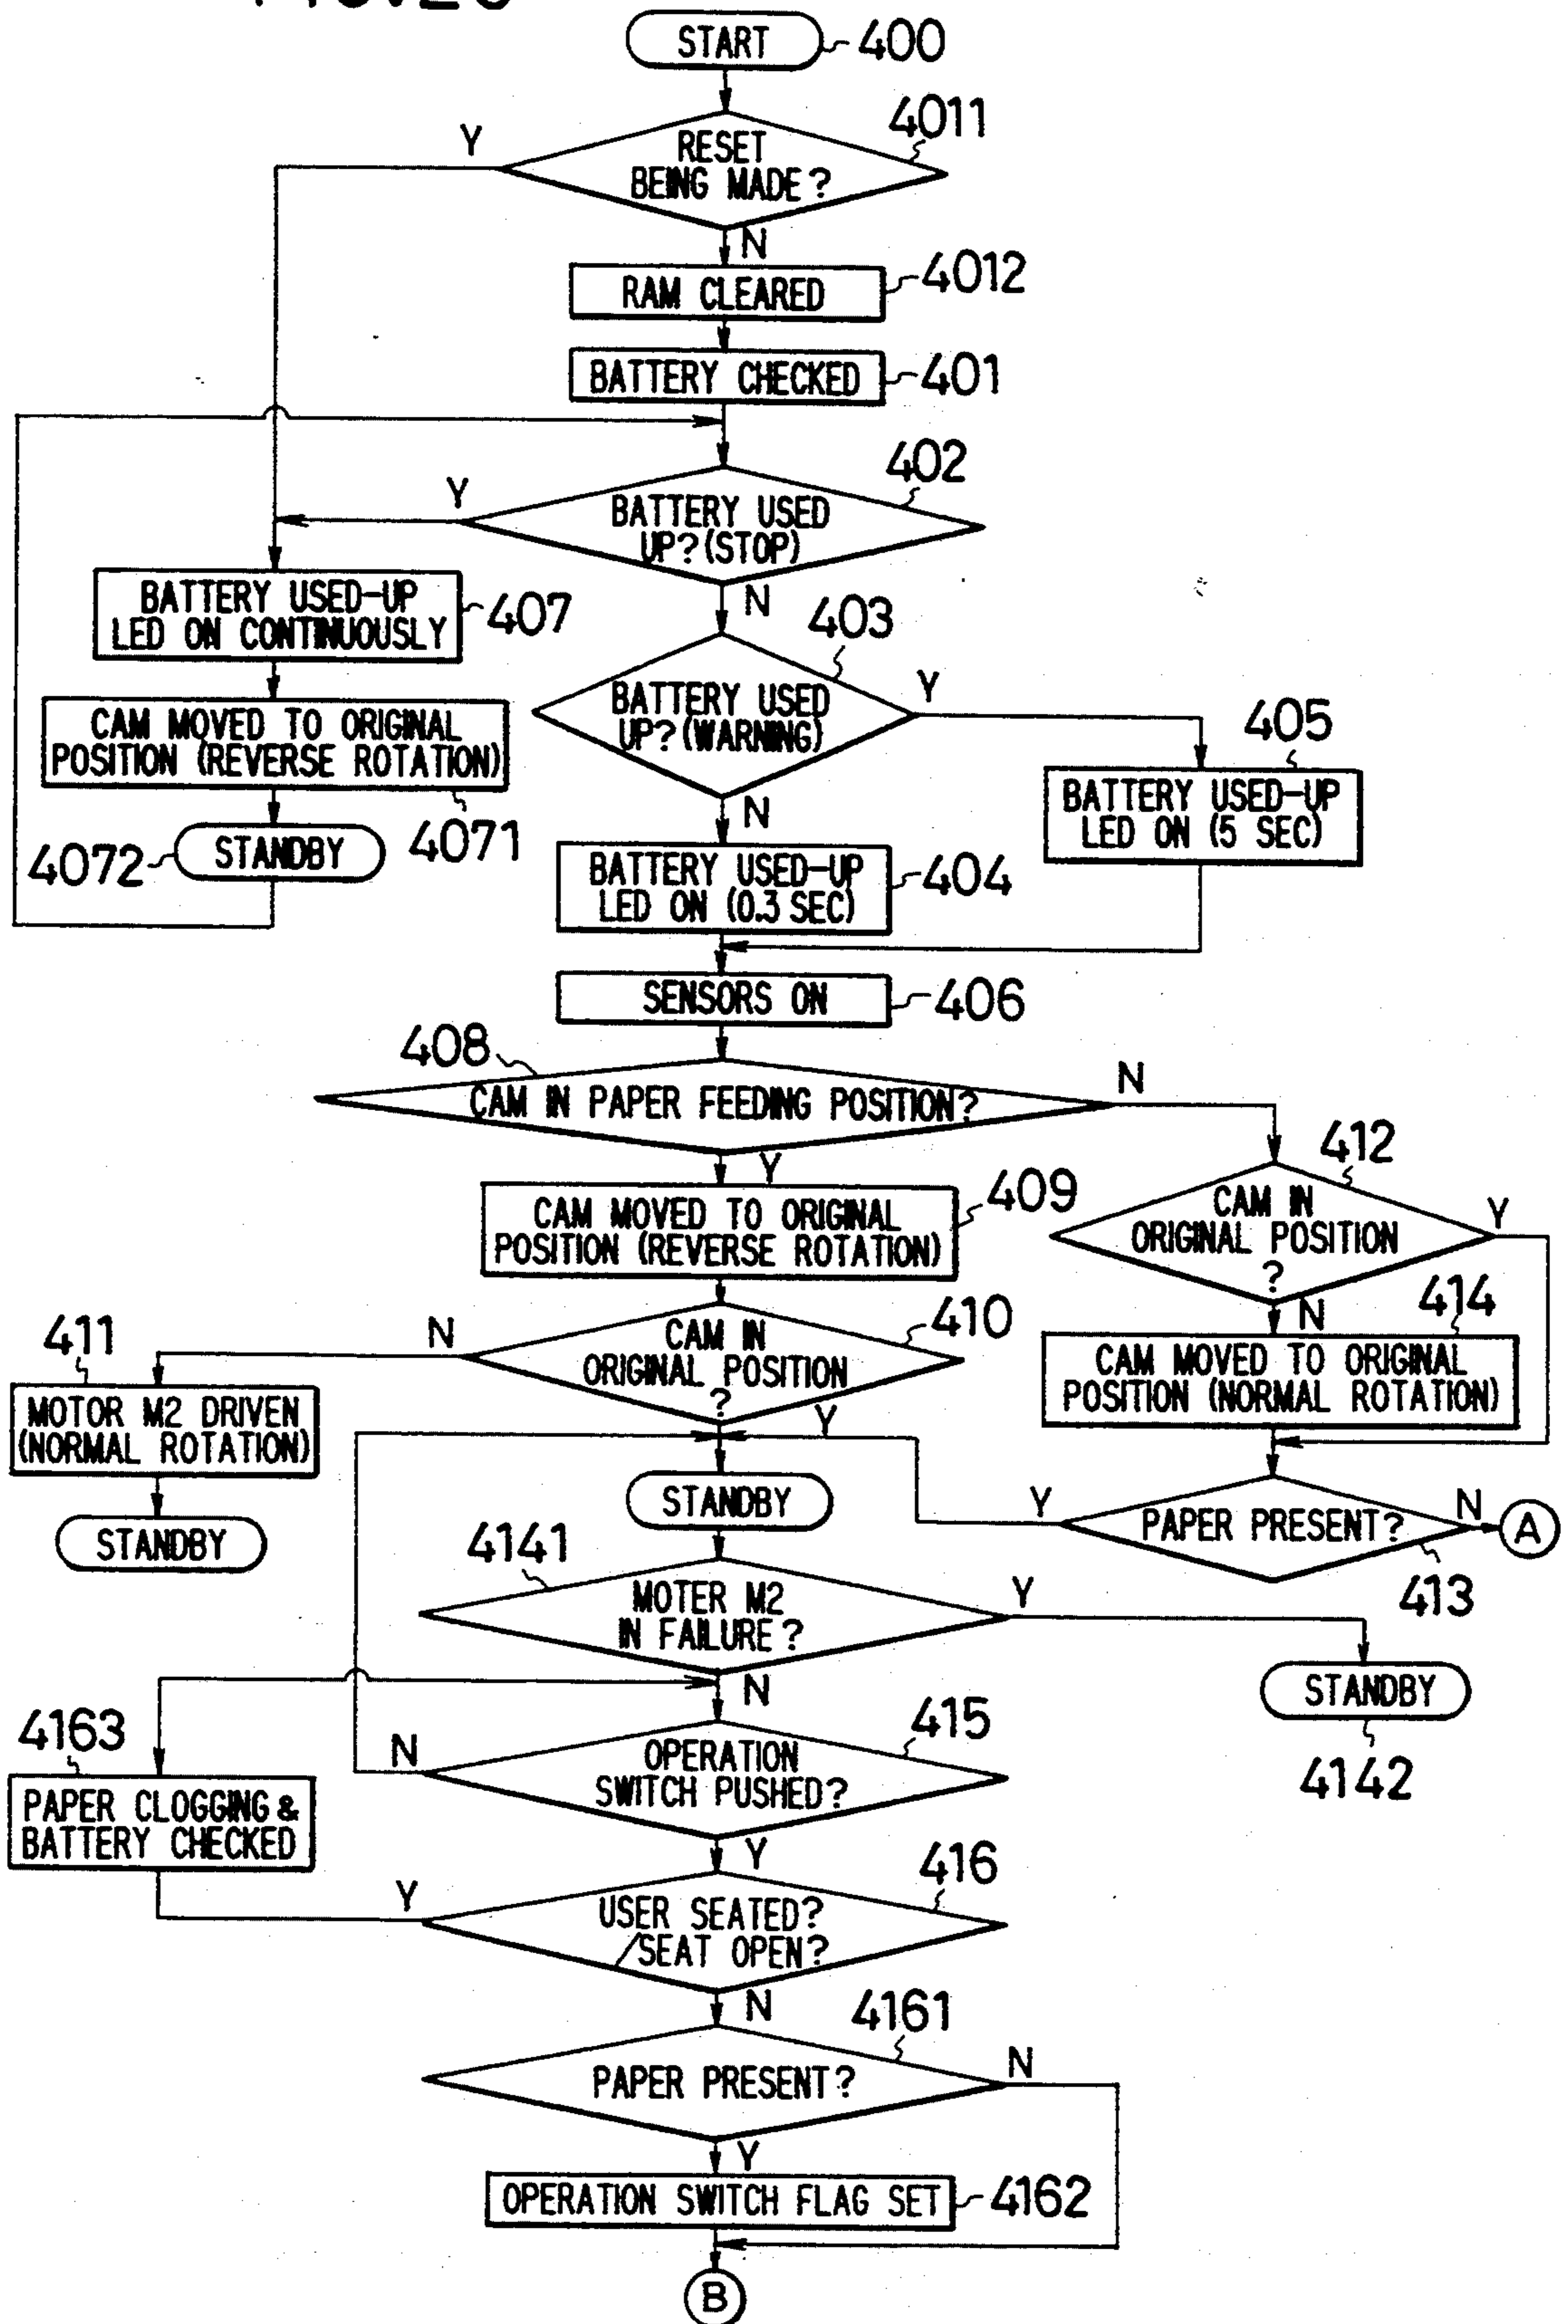 START
400
4011
Y
RESET
BEING MADE?
N
4012
RAM CLEARED
BATTERY CHECKED
401
402
Y
BATTERY USED
UP? (STOP)
N
BATTERY USED-UP
LED ON CONTINUOUSLY
407
403
BATTERY USED
UP? (WARNING)
Y
405
CAM MOVED TO ORIGINAL
POSITION (REVERSE ROTATION)
BATTERY USED-UP
LED ON (5 SEC)
N
4072
STANDBY
4071
BATTERY USED-UP
LED ON (0.3 SEC)
404
SENSORS ON
406
408
CAM IN PAPER FEEDING POSITION?
N
Y
412
CAM MOVED TO ORIGINAL
POSITION (REVERSE ROTATION)
409
CAM IN
ORIGINAL POSITION
?
Y
N
414
411
N
CAM IN
ORIGINAL POSITION
?
410
MOTOR M2 DRIVEN
(NORMAL ROTATION)
CAM MOVED TO ORIGINAL
POSITION (NORMAL ROTATION)
Y
STANDBY
STANDBY
Y
PAPER PRESENT?
N
A
413
4141
MOTER M2
IN FAILURE?
Y
N
STANDBY
4142
4163
PAPER CLOGGING &
BATTERY CHECKED
N
OPERATION
SWITCH PUSHED?
415
Y
416
Y
USER SEATED?
/SEAT OPEN?
N
4161
PAPER PRESENT?
N
Y
OPERATION SWITCH FLAG SET
4162
B